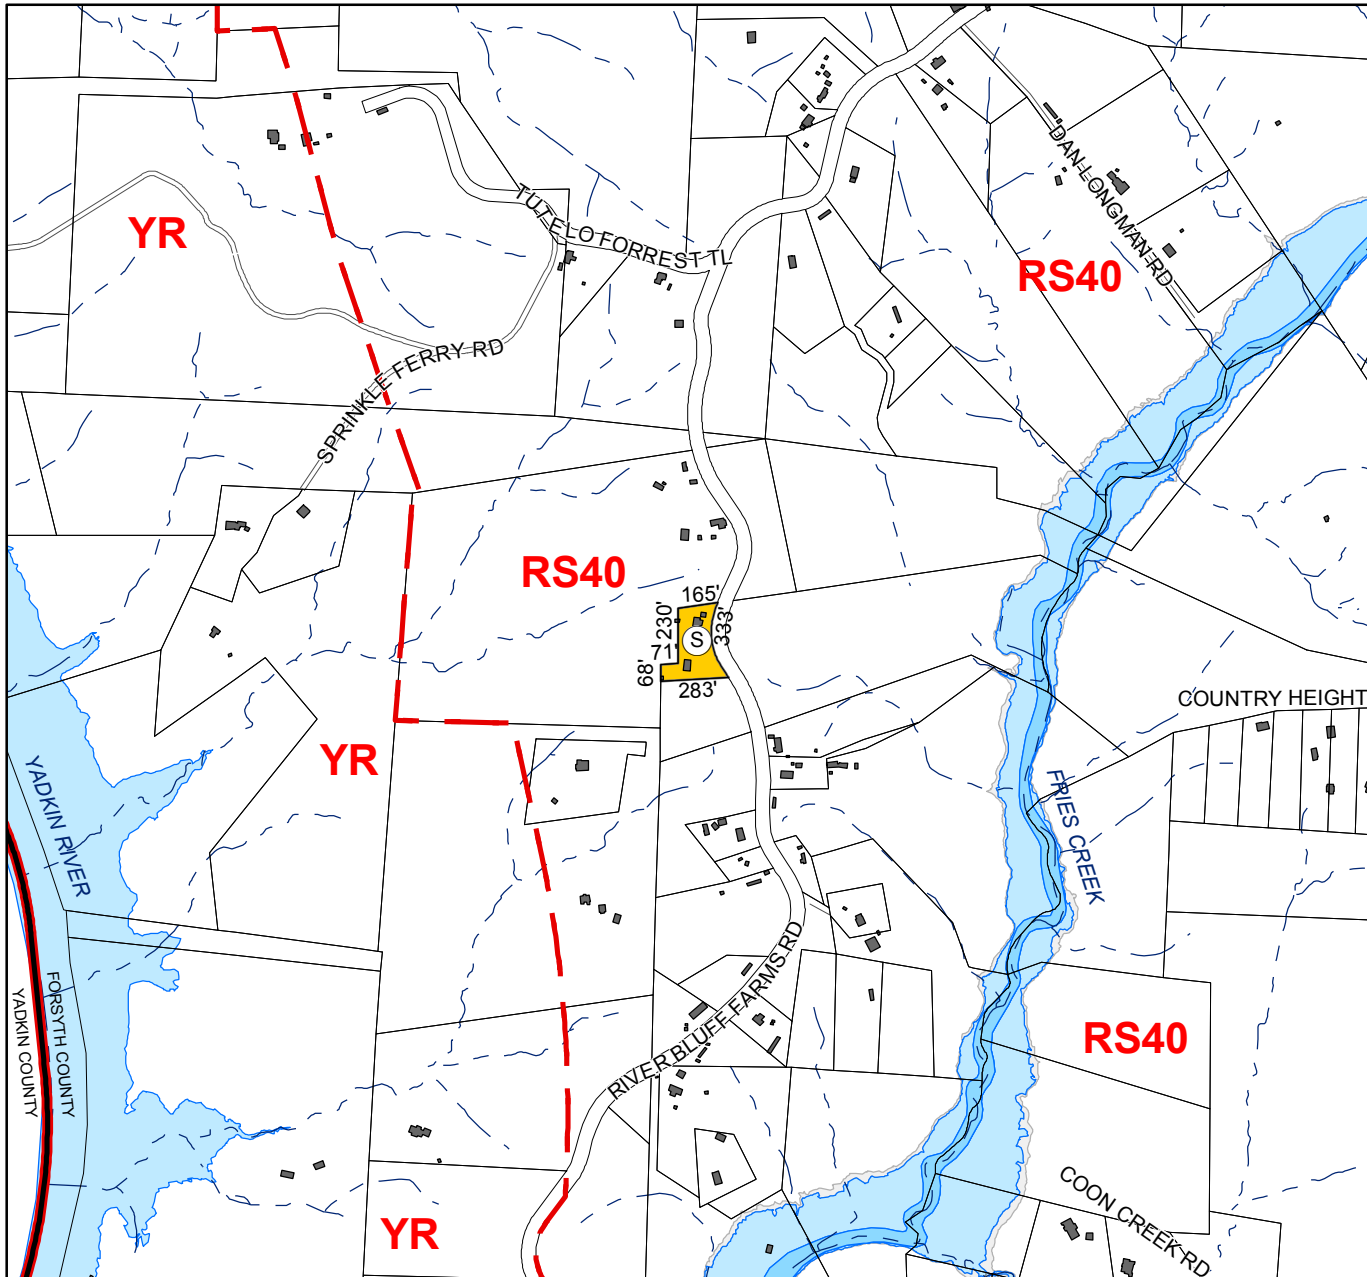 DAN LONGMAN RD
YR
TUTELO FORREST TL
RS40
SPRINKLE FERRY RD
RS40
165'
230'
333'
S
71'
68'
283'
COUNTRY HEIGHT
YR
YADKIN RIVER
FRIES CREEK
RIVER BLUFF FARMS RD
FORSYTH COUNTY
YADKIN COUNTY
RS40
COON CREEK RD
YR